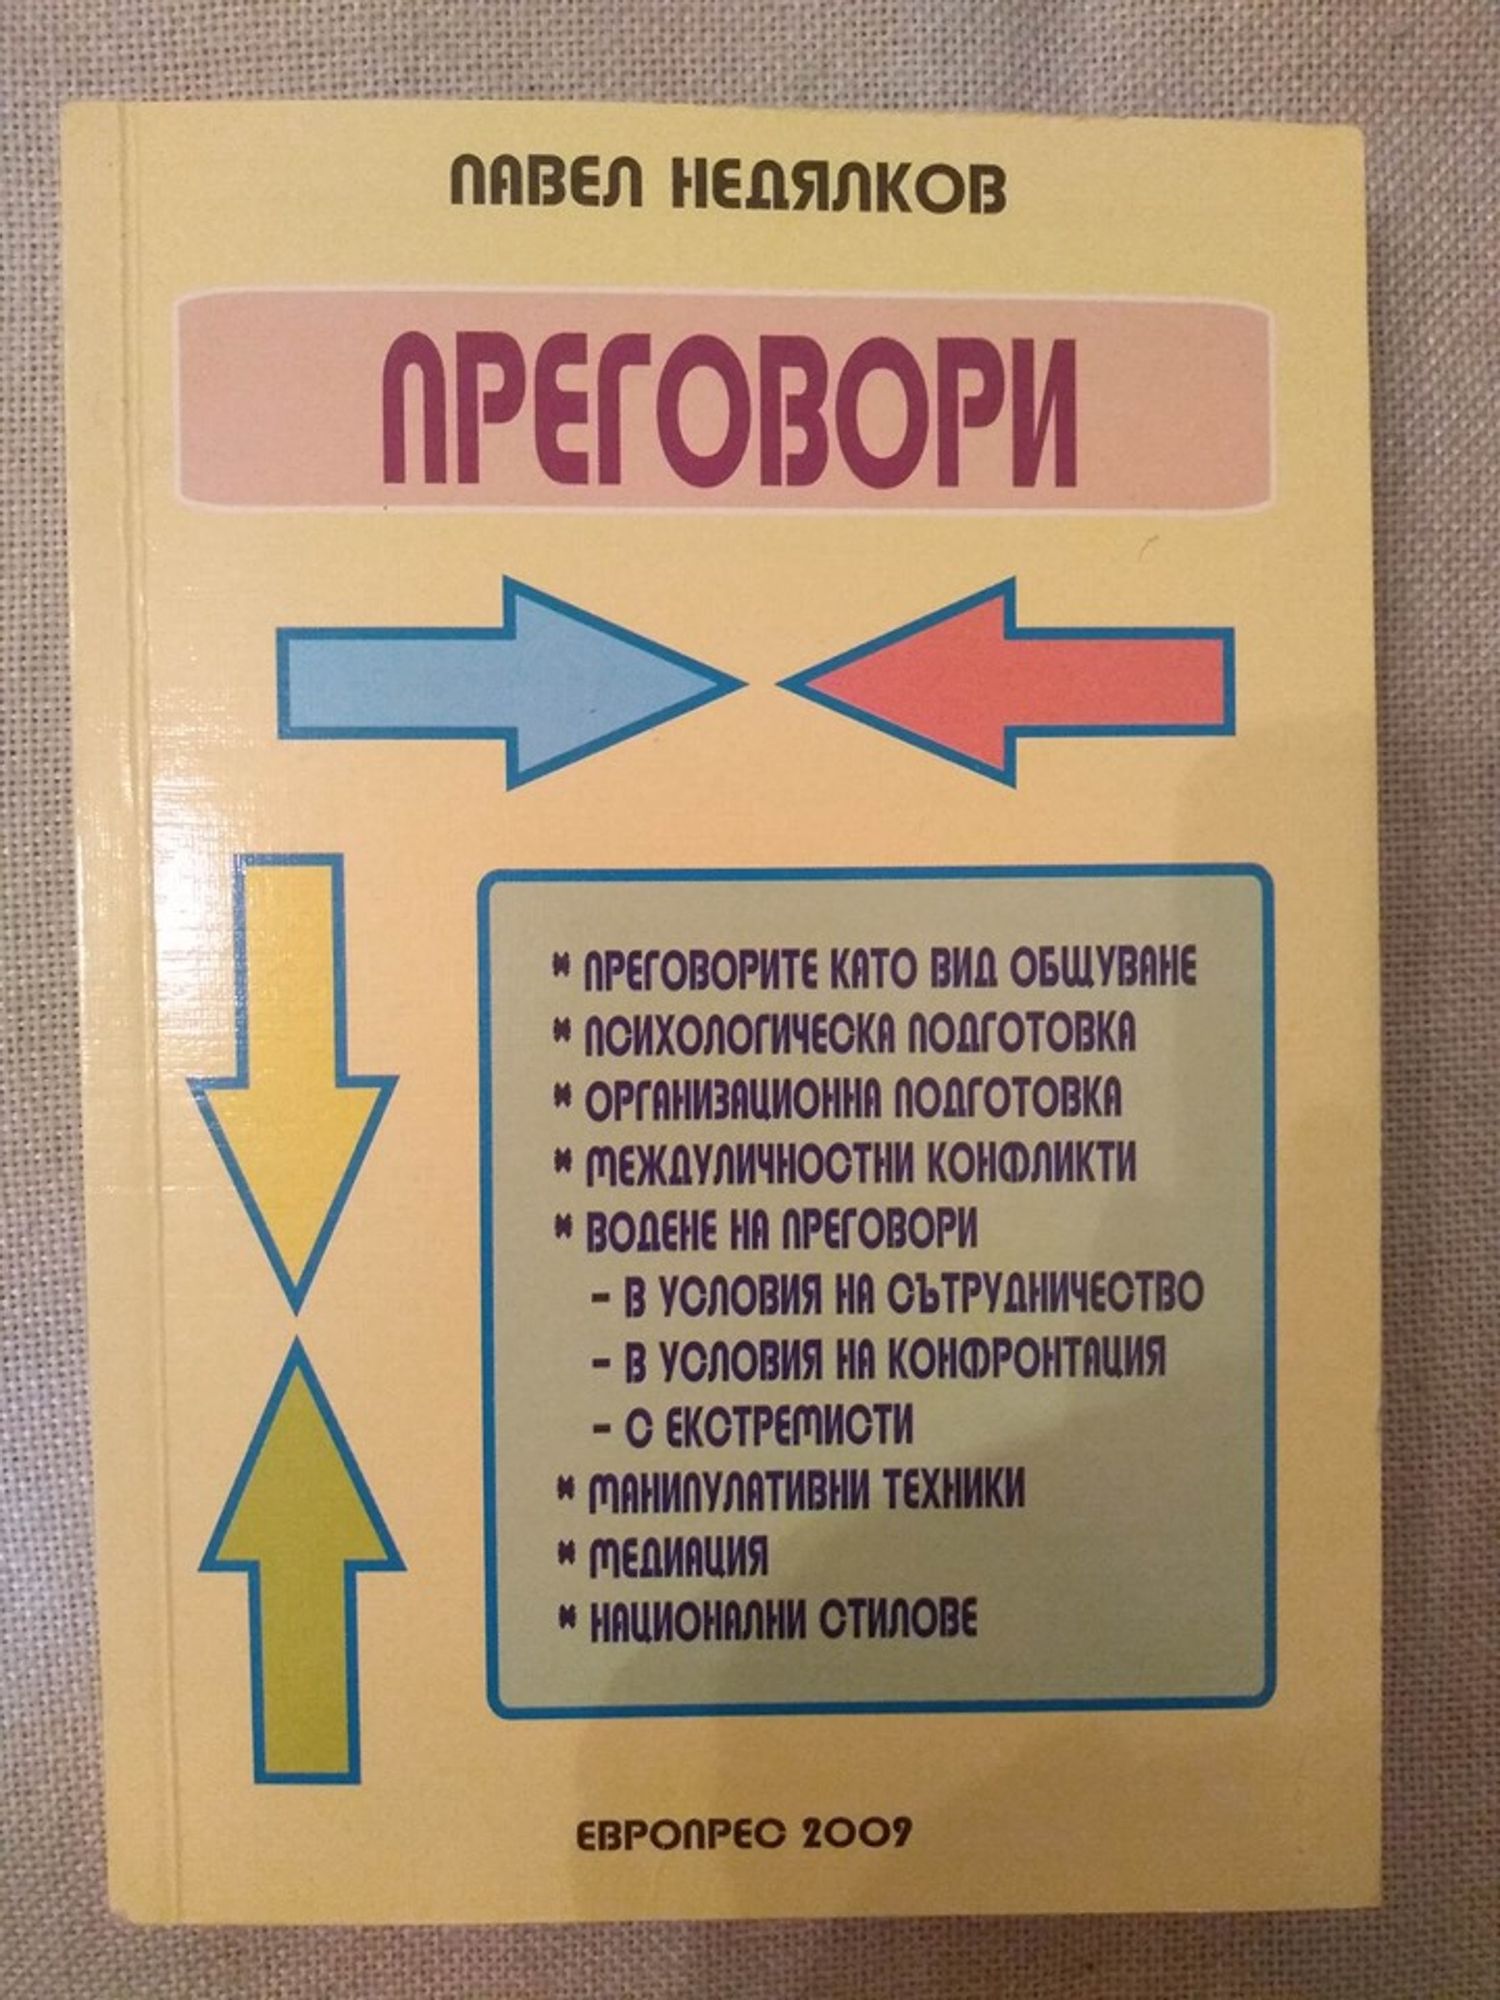 ПАВЕЛ НЕДЯЛКОВ
ПРЕГОВОРИ
* ПРЕГОВОРИТЕ КАТО ВИД ОБЩУВАНЕ
* ПСИХОЛОГИЧЕСКА ПОДГОТОВКА
* ОРГАНИЗАЦИОННА ПОДГОТОВКА
* МЕЖДУЛИЧНОСТНИ КОНФЛИКТИ
* ВОДЕНЕ НА ПРЕГОВОРИ
- В УСЛОВИЯ НА СЪТРУДНИЧЕСТВО
- В УСЛОВИЯ НА КОНФРОНТАЦИЯ
- С ЕКСТРЕМИСТИ
* МАНИПУЛАТИВНИ ТЕХНИКИ
* МЕДИАЦИЯ
* НАЦИОНАЛНИ СТИЛОВЕ
ЕВРОПРЕС 2009